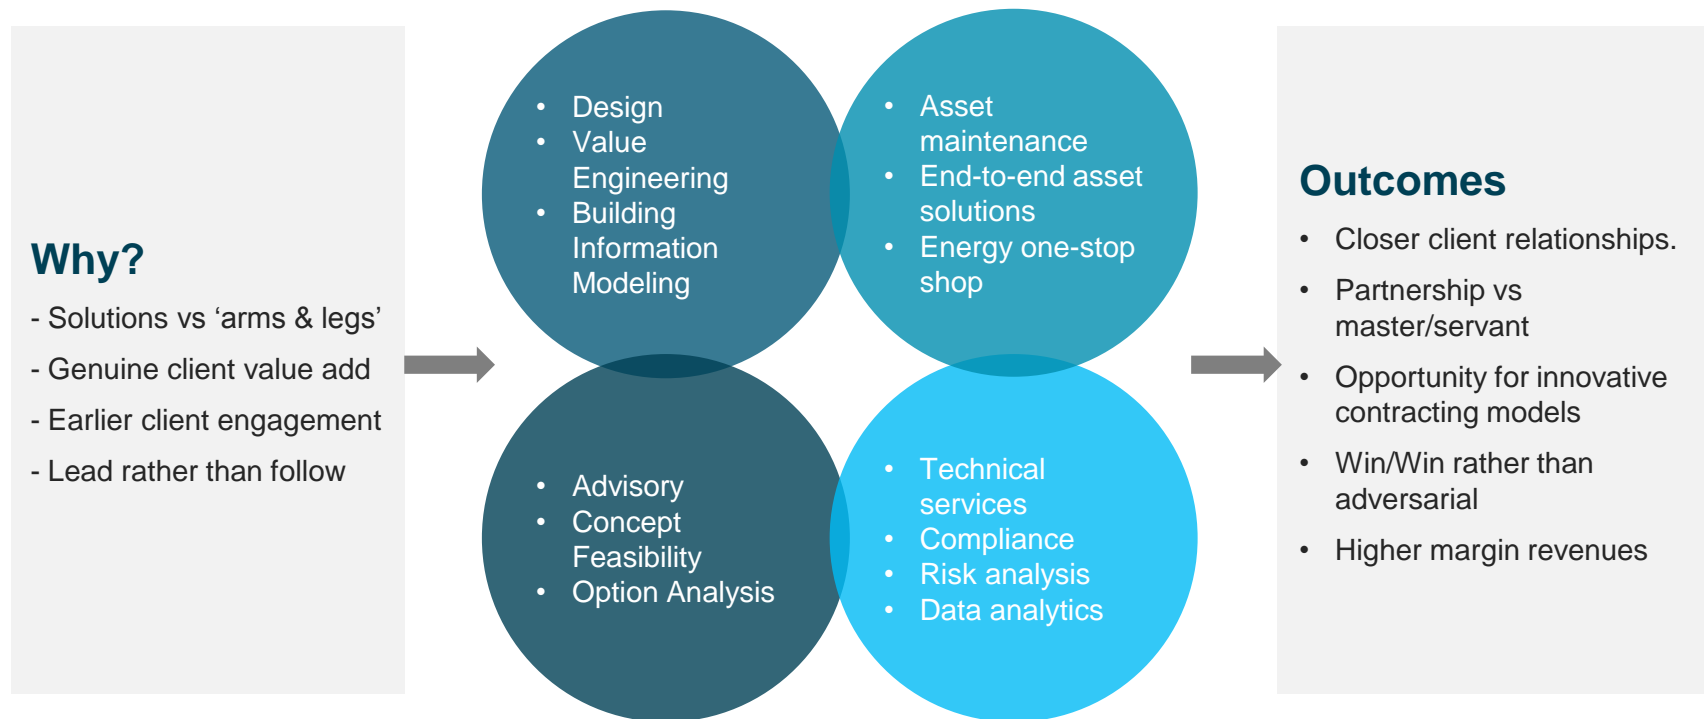 Why?
- Solutions vs ‘arms & legs’
- Genuine client value add
- Earlier client engagement
- Lead rather than follow
• Design
• Value
Engineering
• Building
Information
Modeling
• Asset
maintenance
• End-to-end asset
solutions
• Energy one-stop
shop
• Advisory
• Concept
Feasibility
• Option Analysis
• Technical
services
• Compliance
• Risk analysis
• Data analytics
Outcomes
• Closer client relationships.
• Partnership vs
master/servant
• Opportunity for innovative
contracting models
• Win/Win rather than
adversarial
• Higher margin revenues